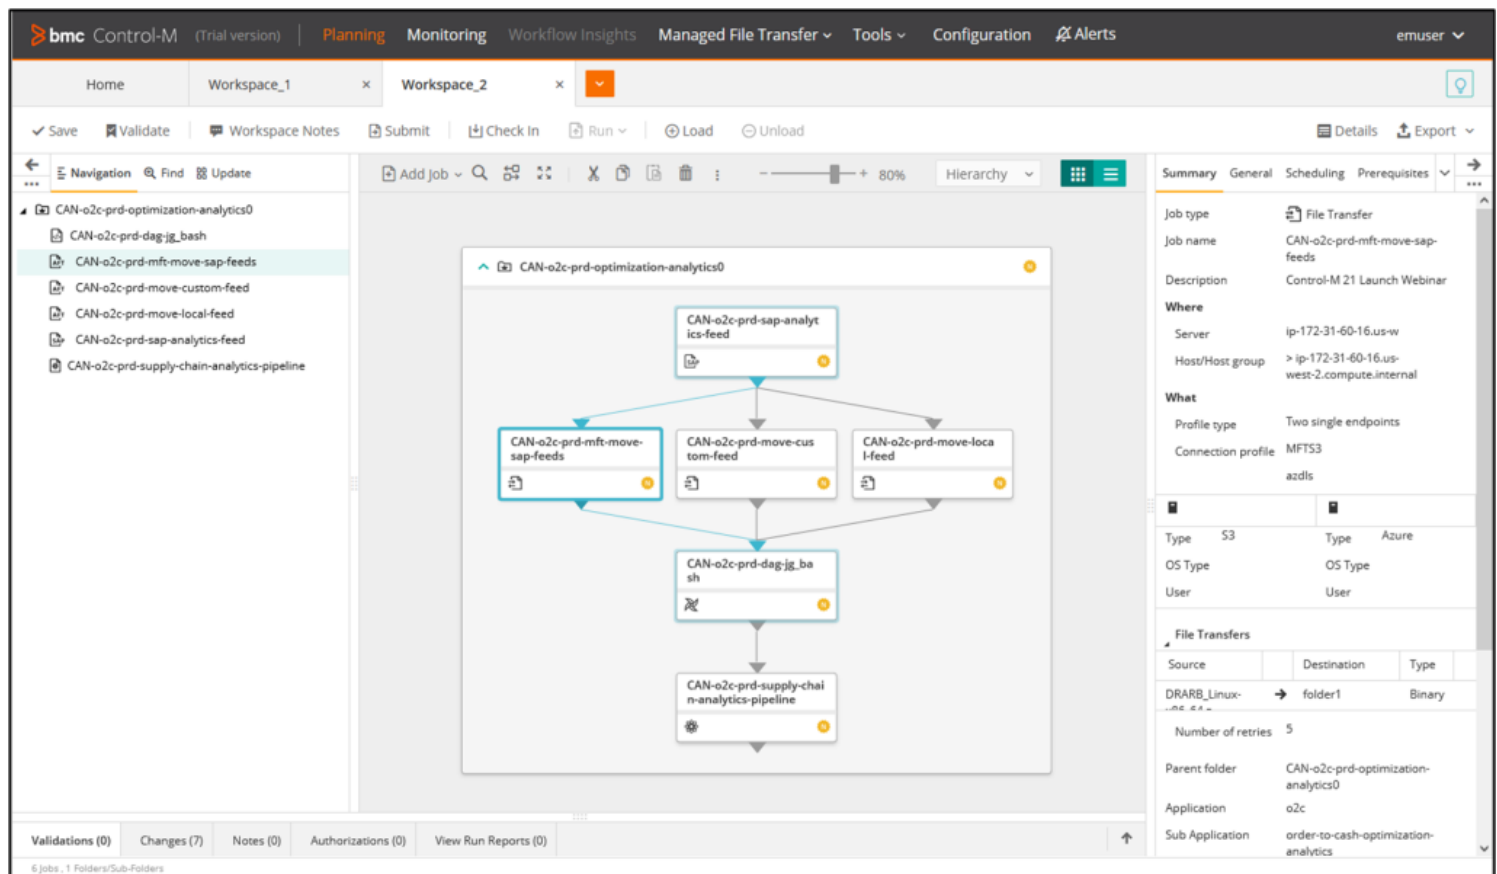 bmc Control-M (Trial version) Planning Monitoring Workflow Insights Managed File Transfer Tools Configuration Alerts emuser
Home Workspace_1 × Workspace_2 ×
Save Validate Workspace Notes Submit Check In Run Load Unload Details Export
Navigation Find Update
Add Job 80% Hierarchy
Summary General Scheduling Prerequisites
CAN-o2c-prd-optimization-analytics0
CAN-o2c-prd-dag-jg_bash
CAN-o2c-prd-mft-move-sap-feeds
CAN-o2c-prd-move-custom-feed
CAN-o2c-prd-move-local-feed
CAN-o2c-prd-sap-analytics-feed
CAN-o2c-prd-supply-chain-analytics-pipeline
CAN-o2c-prd-optimization-analytics0
N
CAN-o2c-prd-sap-analyt
ics-feed
SAP N
CAN-o2c-prd-mft-move-
sap-feeds
N
CAN-o2c-prd-move-cus
tom-feed
N
CAN-o2c-prd-move-loca
l-feed
N
CAN-o2c-prd-dag-jg_ba
sh
N
CAN-o2c-prd-supply-chai
n-analytics-pipeline
N
Job type File Transfer
Job name CAN-o2c-prd-mft-move-sap-
feeds
Description Control-M 21 Launch Webinar
Where
Server ip-172-31-60-16.us-w
Host/Host group > ip-172-31-60-16.us-
west-2.compute.internal
What
Profile type Two single endpoints
Connection profile MFTS3
azdls
Type S3 Type Azure
OS Type OS Type
User User
File Transfers
Source Destination Type
DRARB_Linux- → folder1 Binary
Number of retries 5
Parent folder CAN-o2c-prd-optimization-
analytics0
Application o2c
Sub Application order-to-cash-optimization-
analytics
Validations (0) Changes (7) Notes (0) Authorizations (0) View Run Reports (0)
6 Jobs , 1 Folders/Sub-Folders